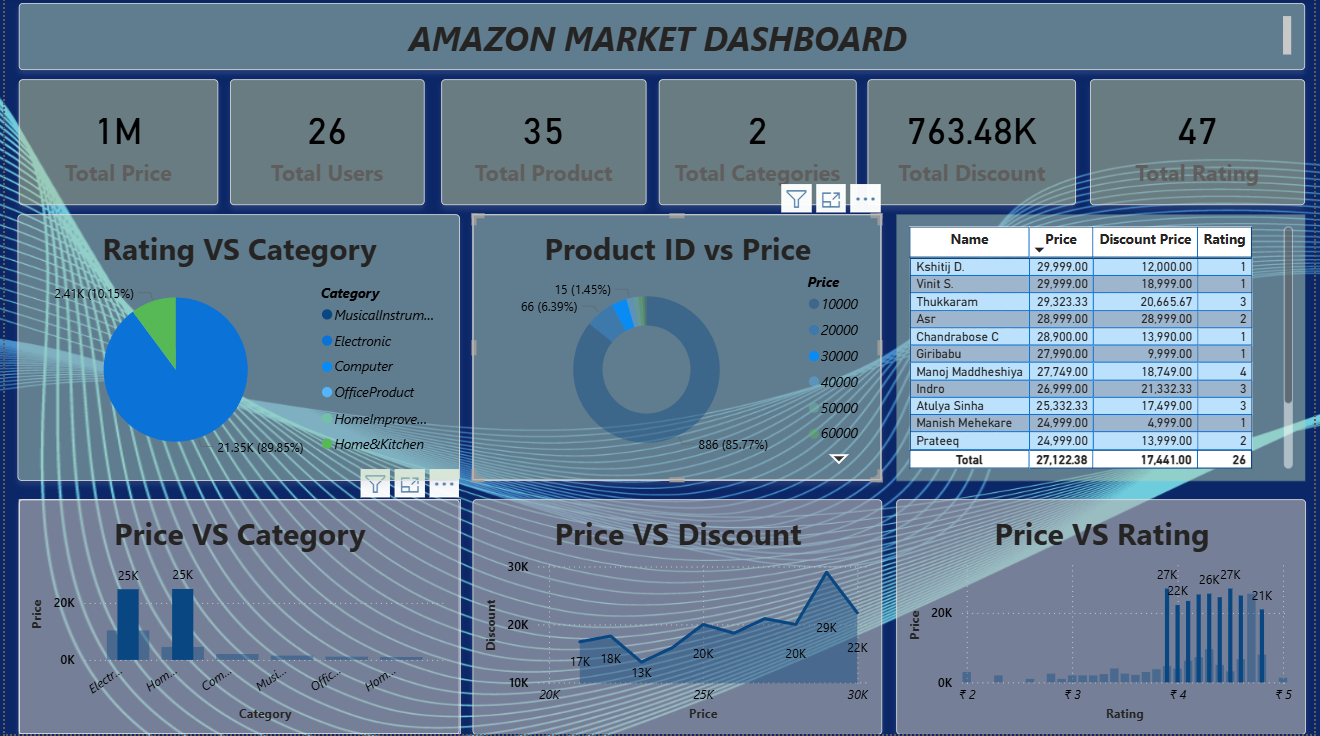 AMAZON MARKET DASHBOARD
1M
Total Price
26
Total Users
35
Total Product
2
Total Categories
763.48K
Total Discount
47
Total Rating
Rating VS Category
2.41K (10.15%)
21.35K (89.85%)
Category
MusicalInstrum...
Electronic
Computer
OfficeProduct
HomeImprove...
Home&Kitchen
Product ID vs Price
15 (1.45%)
66 (6.39%)
886 (85.77%)
Price
10000
20000
30000
40000
50000
60000
Name Price Discount Price Rating
Kshitij D. 29,999.00 12,000.00 1
Vinit S. 29,999.00 18,999.00 1
Thukkaram 29,323.33 20,665.67 3
Asr 28,999.00 28,999.00 2
Chandrabose C 28,900.00 13,990.00 1
Giribabu 27,990.00 9,999.00 1
Manoj Maddheshiya 27,749.00 18,749.00 4
Indro 26,999.00 21,332.33 3
Atulya Sinha 25,332.33 17,499.00 3
Manish Mehekare 24,999.00 4,999.00 1
Prateeq 24,999.00 13,999.00 2
Total 27,122.38 17,441.00 26
Price VS Category
Price
20K
0K
25K
25K
Electr...
Hom...
Com...
Musi...
Offic...
Hom...
Category
Price VS Discount
Discount
30K
20K
10K
17K
18K
13K
20K
20K
29K
22K
20K
25K
30K
Price
Price VS Rating
Price
20K
0K
27K
22K
26K
27K
21K
₹ 2
₹ 3
₹ 4
₹ 5
Rating